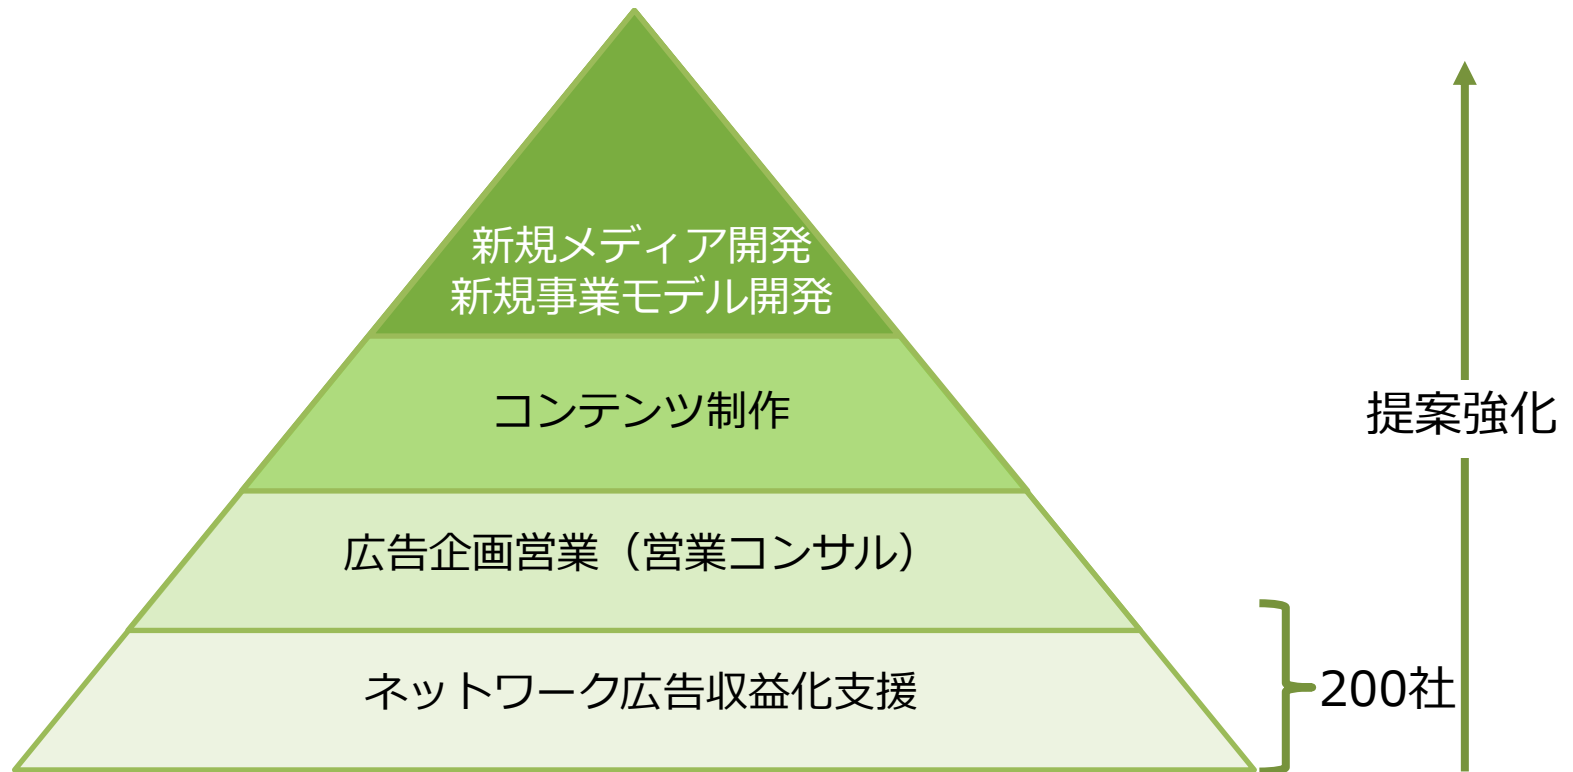 新規メディア開発
新規事業モデル開発
コンテンツ制作
提案強化
広告企画営業（営業コンサル）
ネットワーク広告収益化支援
200社